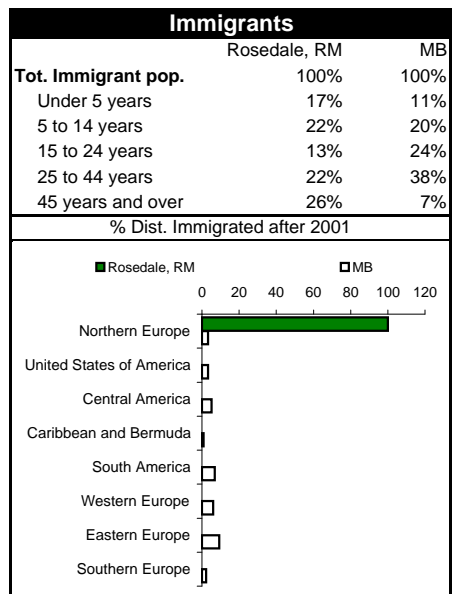 Immigrants
Rosedale, RM MB
Tot. Immigrant pop. 100% 100%
Under 5 years 17% 11%
5 to 14 years 22% 20%
15 to 24 years 13% 24%
25 to 44 years 22% 38%
45 years and over 26% 7%
% Dist. Immigrated after 2001
Rosedale, RM MB
0 20 40 60 80 100 120
Northern Europe
United States of America
Central America
Caribbean and Bermuda
South America
Western Europe
Eastern Europe
Southern Europe